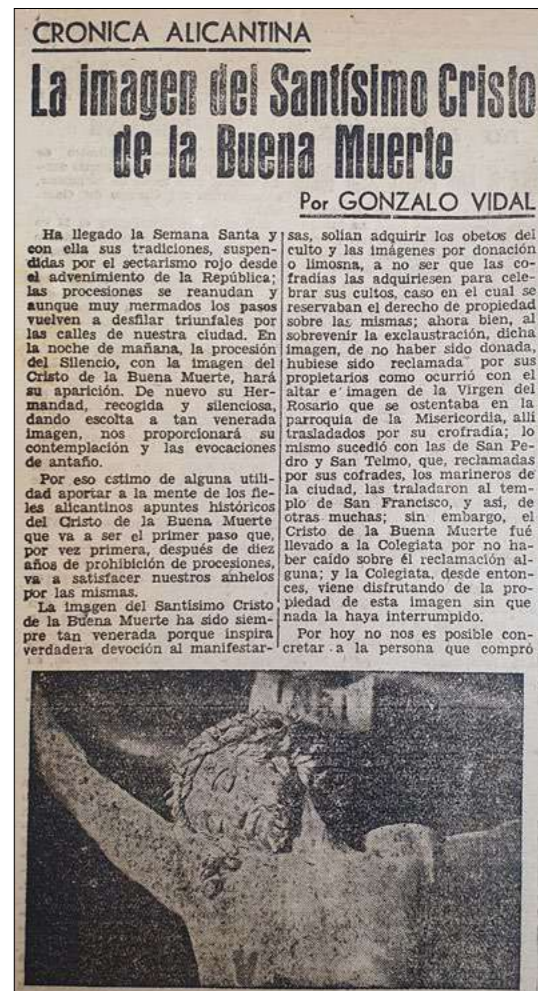 CRONICA ALICANTINA
La imagen del Santísimo Cristo
de la Buena Muerte
Por GONZALO VIDAL
Ha llegado la Semana Santa y
con ella sus tradiciones, suspen-
didas por el sectarismo rojo desde
el advenimiento de la República;
las procesiones se reanudan y
aunque muy mermados los pasos
vuelven a desfilar triunfales por
las calles de nuestra ciudad. En
la noche de mañana, la procesión
del Silencio, con la imagen del
Cristo de la Buena Muerte, hará
su aparición. De nuevo su Her-
mandad, recogida y silenciosa,
dando escolta a tan venerada
imagen, nos proporcionará su
contemplación y las evocaciones
de antaño.
Por eso estimo de alguna utili-
dad aportar a la mente de los fie-
les alicantinos apuntes históricos
del Cristo de la Buena Muerte
que va a ser el primer paso que,
por vez primera, después de diez
años de prohibición de procesiones,
va a satisfacer nuestros anhelos
por las mismas.
La imagen del Santísimo Cristo
de la Buena Muerte ha sido siem-
pre tan venerada porque inspira
verdadera devoción al manifestar-
sas, solían adquirir los obetos del
culto y las imágenes por donación
o limosna, a no ser que las co-
fradías las adquiriesen para cele-
brar sus cultos, caso en el cual se
reservaban el derecho de propiedad
sobre las mismas; ahora bien, al
sobrevenir la exclaustración, dicha
imagen, de no haber sido donada,
hubiese sido reclamada por sus
propietarios como ocurrió con el
altar e imagen de la Virgen del
Rosario que se ostentaba en la
parroquia de la Misericordia, allí
trasladados por su crofradía; lo
mismo sucedió con las de San Pe-
dro y San Telmo, que, reclamadas
por sus cofrades, los marineros de
la ciudad, las traladaron al tem-
plo de San Francisco, y así, de
otras muchas; sin embargo, el
Cristo de la Buena Muerte fué
llevado a la Colegiata por no ha-
ber caído sobre él reclamación al-
guna; y la Colegiata, desde enton-
ces, viene disfrutando de la pro-
piedad de esta imagen sin que
nada la haya interrumpido.
Por hoy no nos es posible con-
cretar a la persona que compró